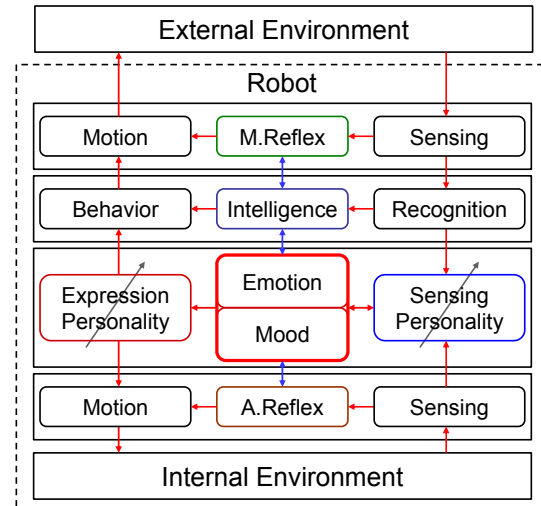 External Environment
Robot
Motion
M.Reflex
Sensing
Behavior
Intelligence
Recognition
Expression
Personality
Emotion
Mood
Sensing
Personality
Motion
A.Reflex
Sensing
Internal Environment